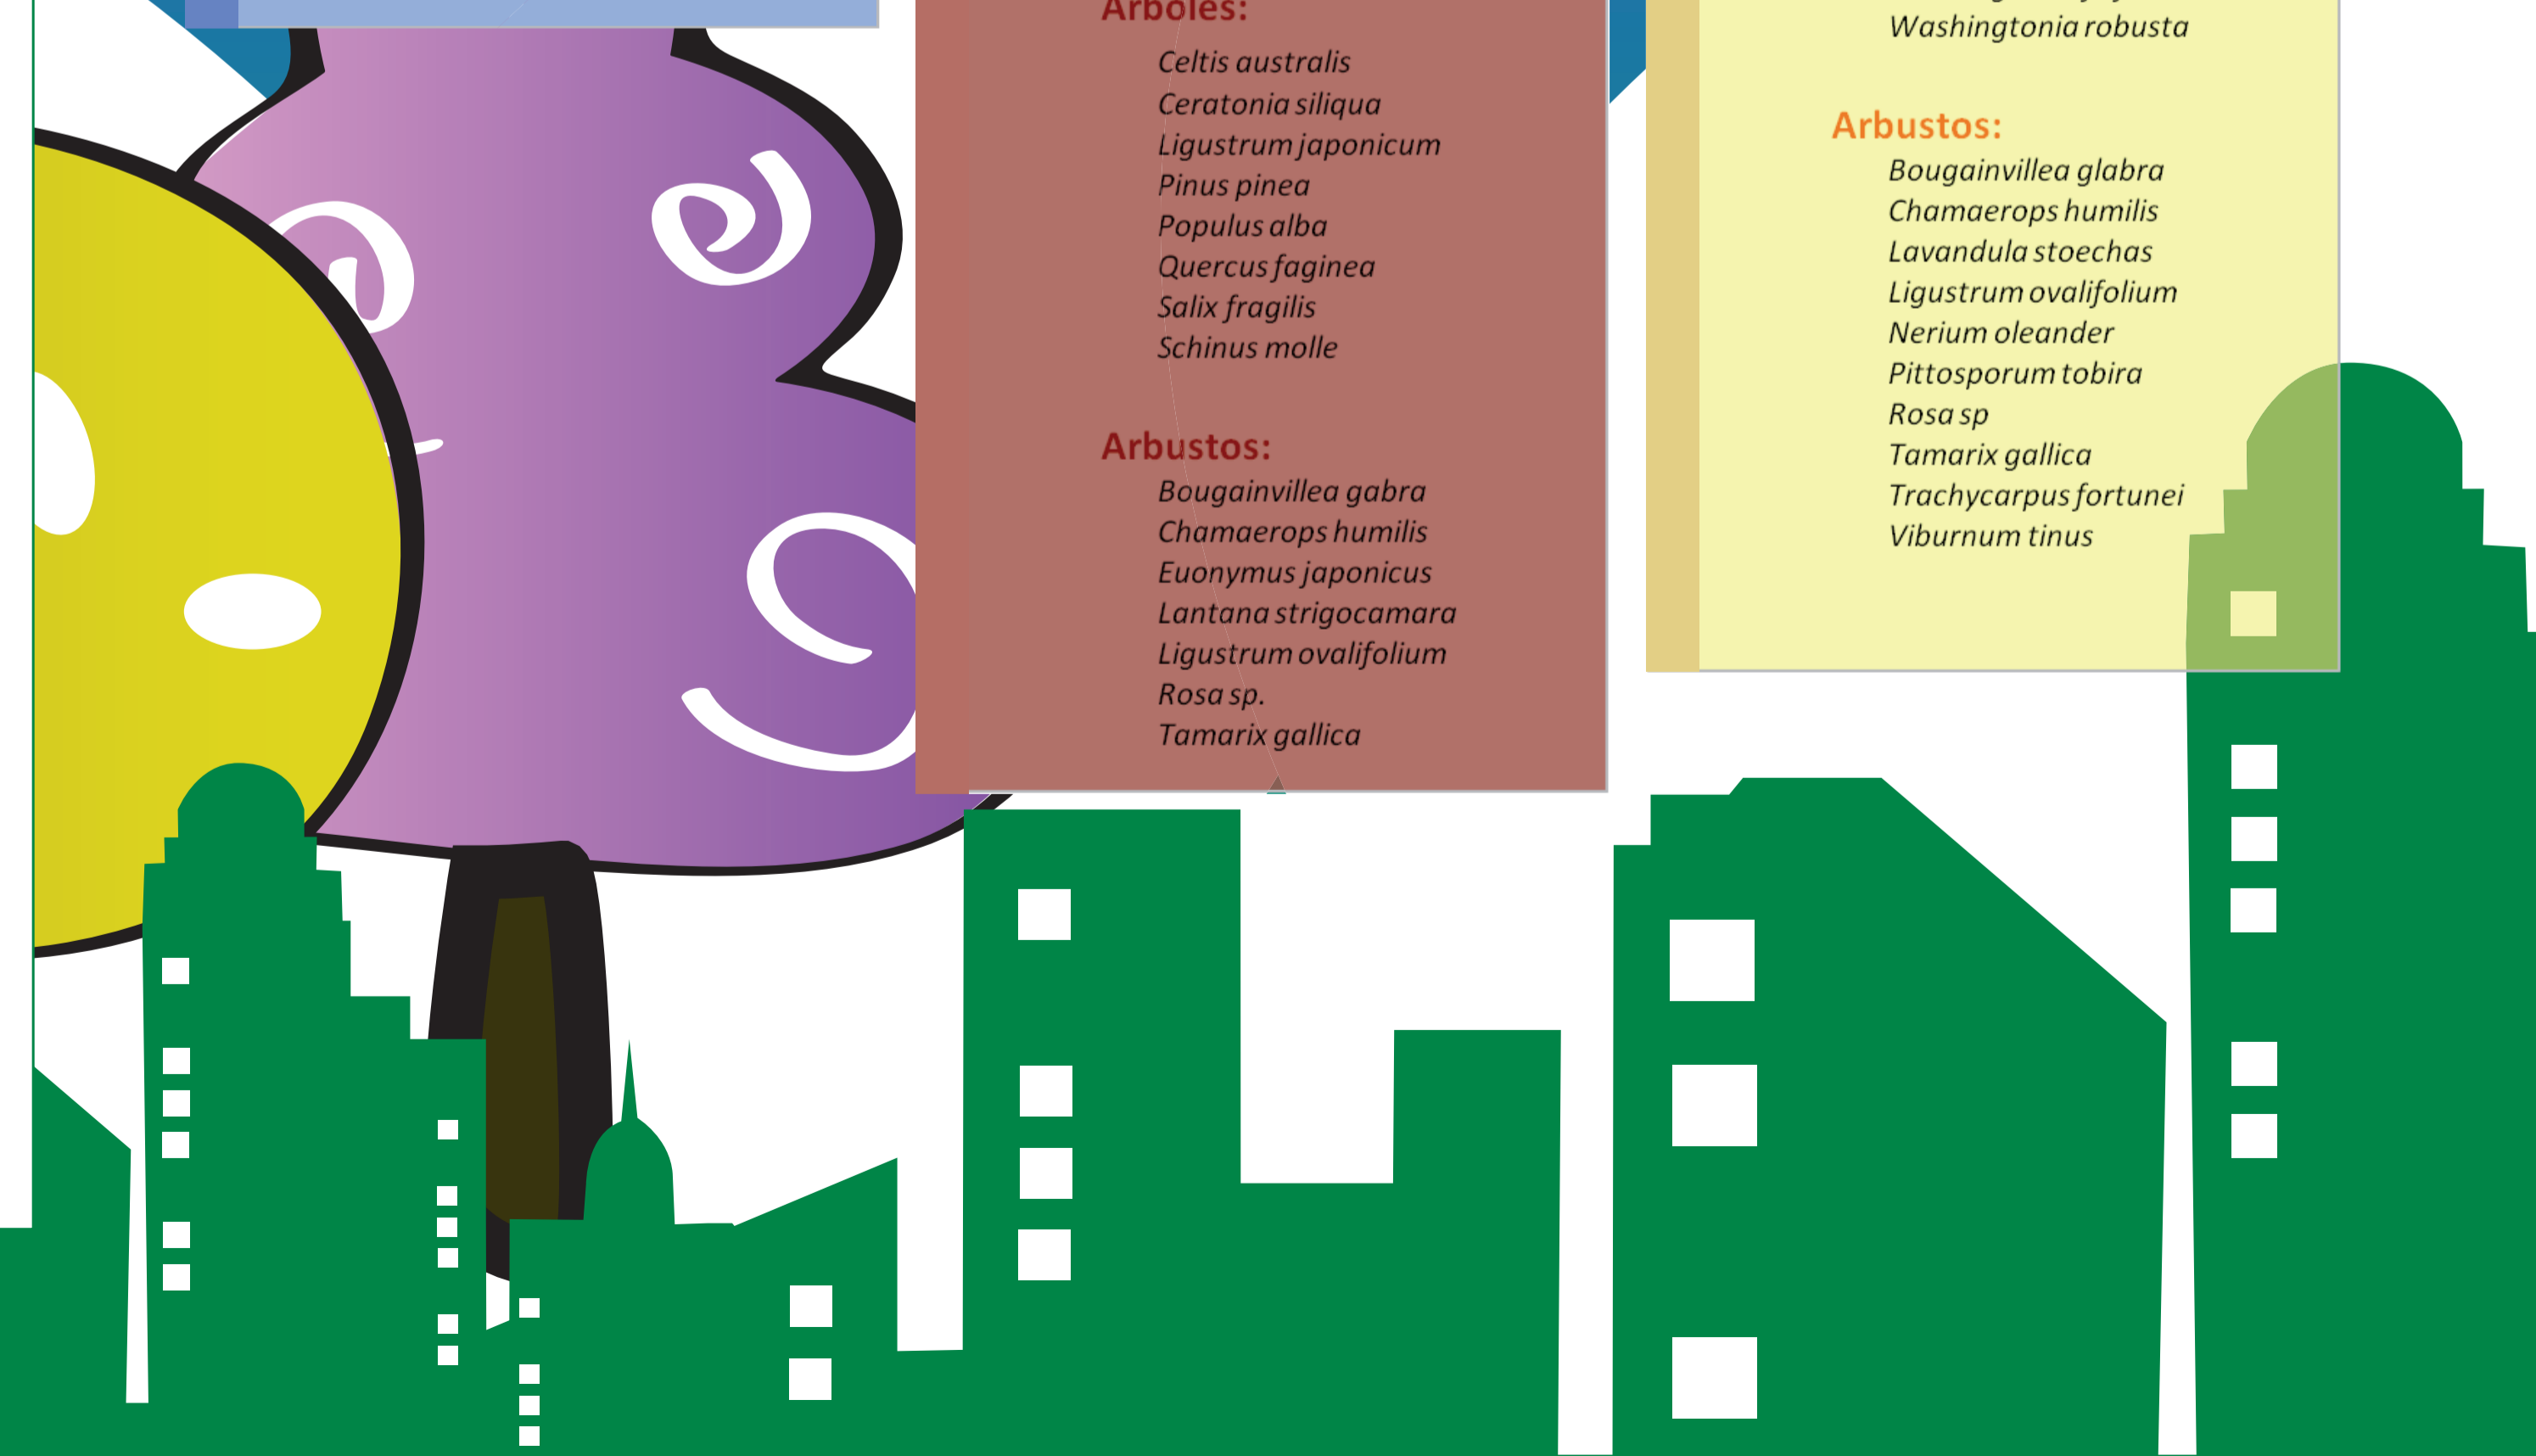 Arboles:
Celtis australis
Ceratonia siliqua
Ligustrum japonicum
Pinus pinea
Populus alba
Quercus faginea
Salix fragilis
Schinus molle
Arbustos:
Bougainvillea gabra
Chamaerops humilis
Euonymus japonicus
Lantana strigocamara
Ligustrum ovalifolium
Rosa sp.
Tamarix gallica
Washingtonia robusta
Arbustos:
Bougainvillea glabra
Chamaerops humilis
Lavandula stoechas
Ligustrum ovalifolium
Nerium oleander
Pittosporum tobira
Rosa sp
Tamarix gallica
Trachycarpus fortunei
Viburnum tinus